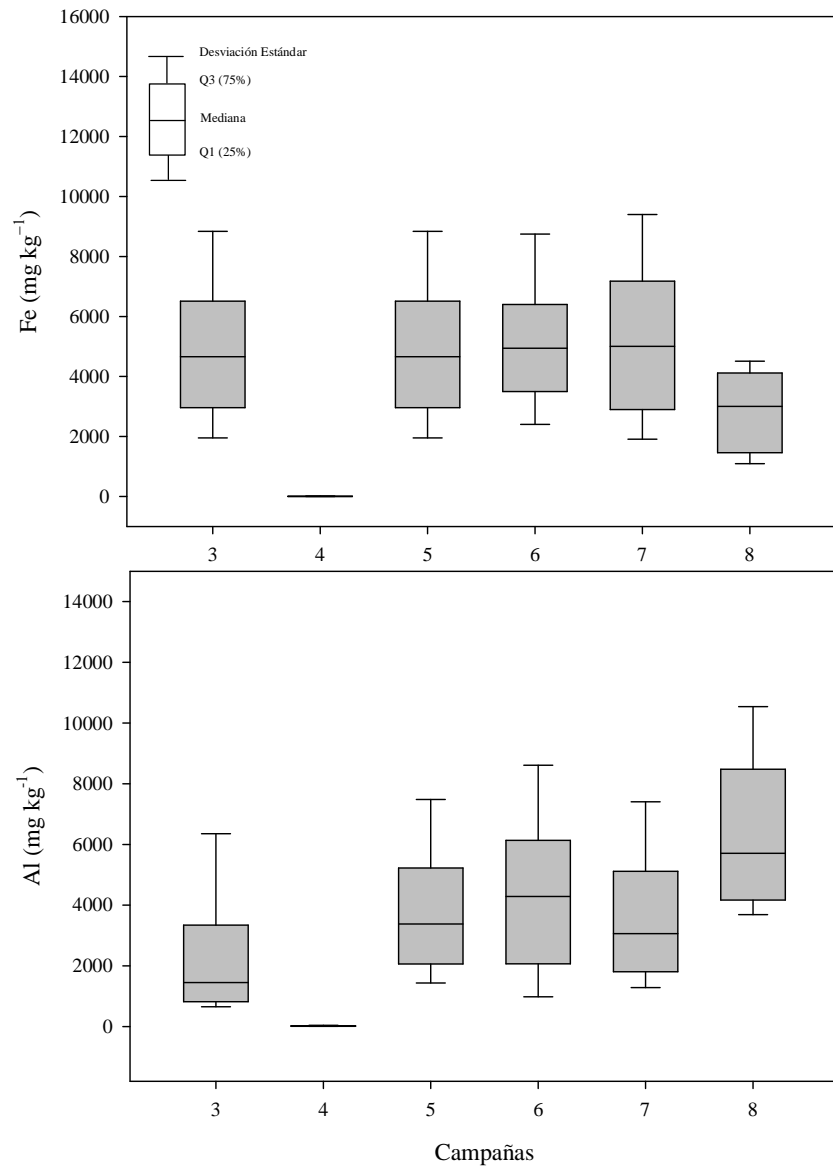 16000
14000
12000
10000
8000
6000
4000
2000
0
Fe (mg kg⁻¹)
Desviación Estándar
Q3 (75%)
Mediana
Q1 (25%)
3 4 5 6 7 8
14000
12000
10000
8000
6000
4000
2000
0
Al (mg kg⁻¹)
3 4 5 6 7 8
Campañas